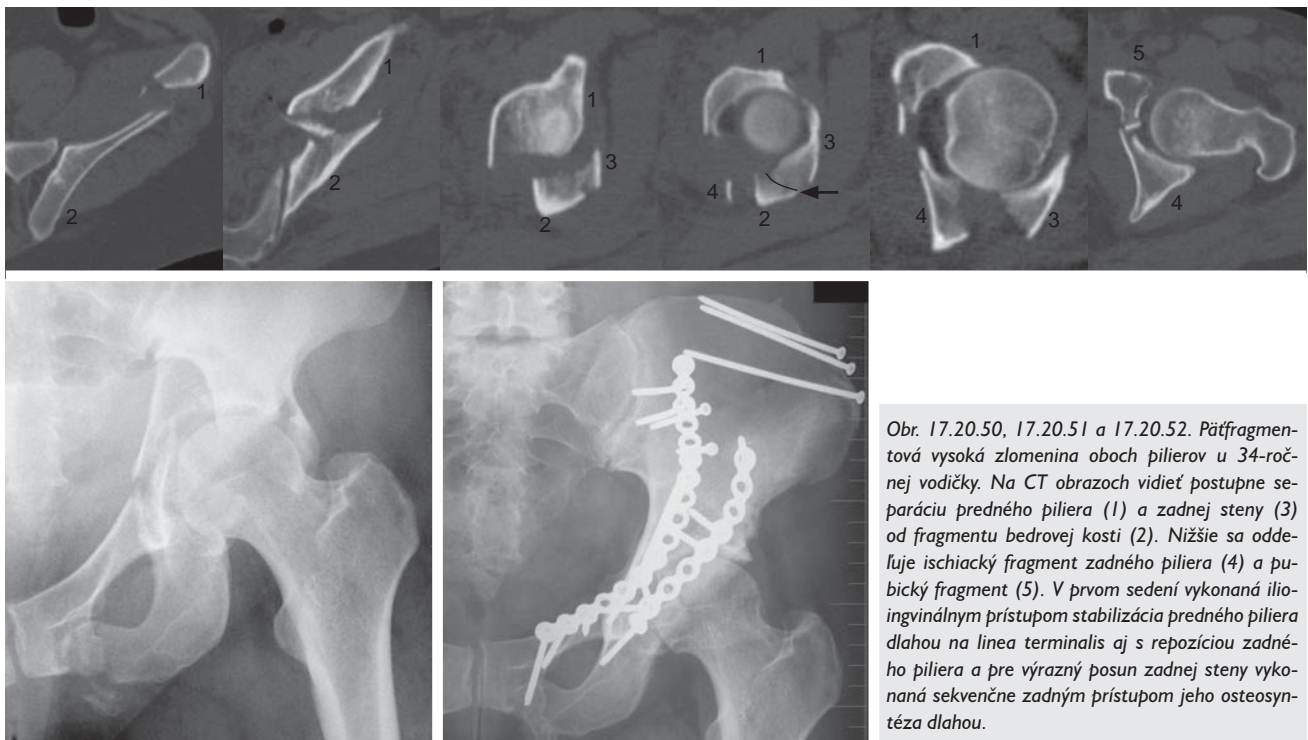 1
2
1
2
1
3
2
1
3
4
2
1
4
3
5
4
Obr. 17.20.50, 17.20.51 a 17.20.52. Päťfragmen-
tová vysoká zlomenina oboch pilierov u 34-roč-
nej vodičky. Na CT obrazoch vidieť postupne se-
paráciu predného piliera (1) a zadnej steny (3)
od fragmentu bedrovej kosti (2). Nižšie sa odde-
ľuje ischiacký fragment zadného piliera (4) a pu-
bický fragment (5). V prvom sedení vykonaná ilio-
ingvinálnym prístupom stabilizácia predného piliera
dlahou na linea terminalis aj s repozíciou zadné-
ho piliera a pre výrazný posun zadnej steny vyko-
naná sekvenčne zadným prístupom jeho osteosyn-
téza dlahou.